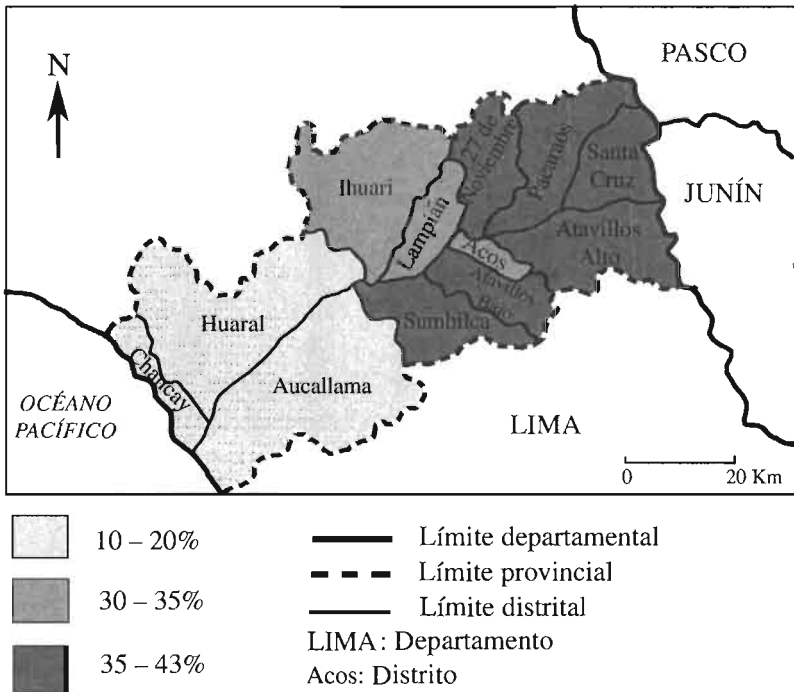 PASCO
N
27 de
Noviembre
Pacaraos
Santa
Cruz
JUNÍN
Ihuari
Lampián
Acos
Atavillos
Alto
Atavillos
Bajo
Sumbilca
Huaral
Chancay
Aucallama
OCÉANO
PACÍFICO
LIMA
0 20 Km
10 – 20% Límite departamental
Límite provincial
30 – 35% Límite distrital
LIMA: Departamento
35 – 43% Acos: Distrito